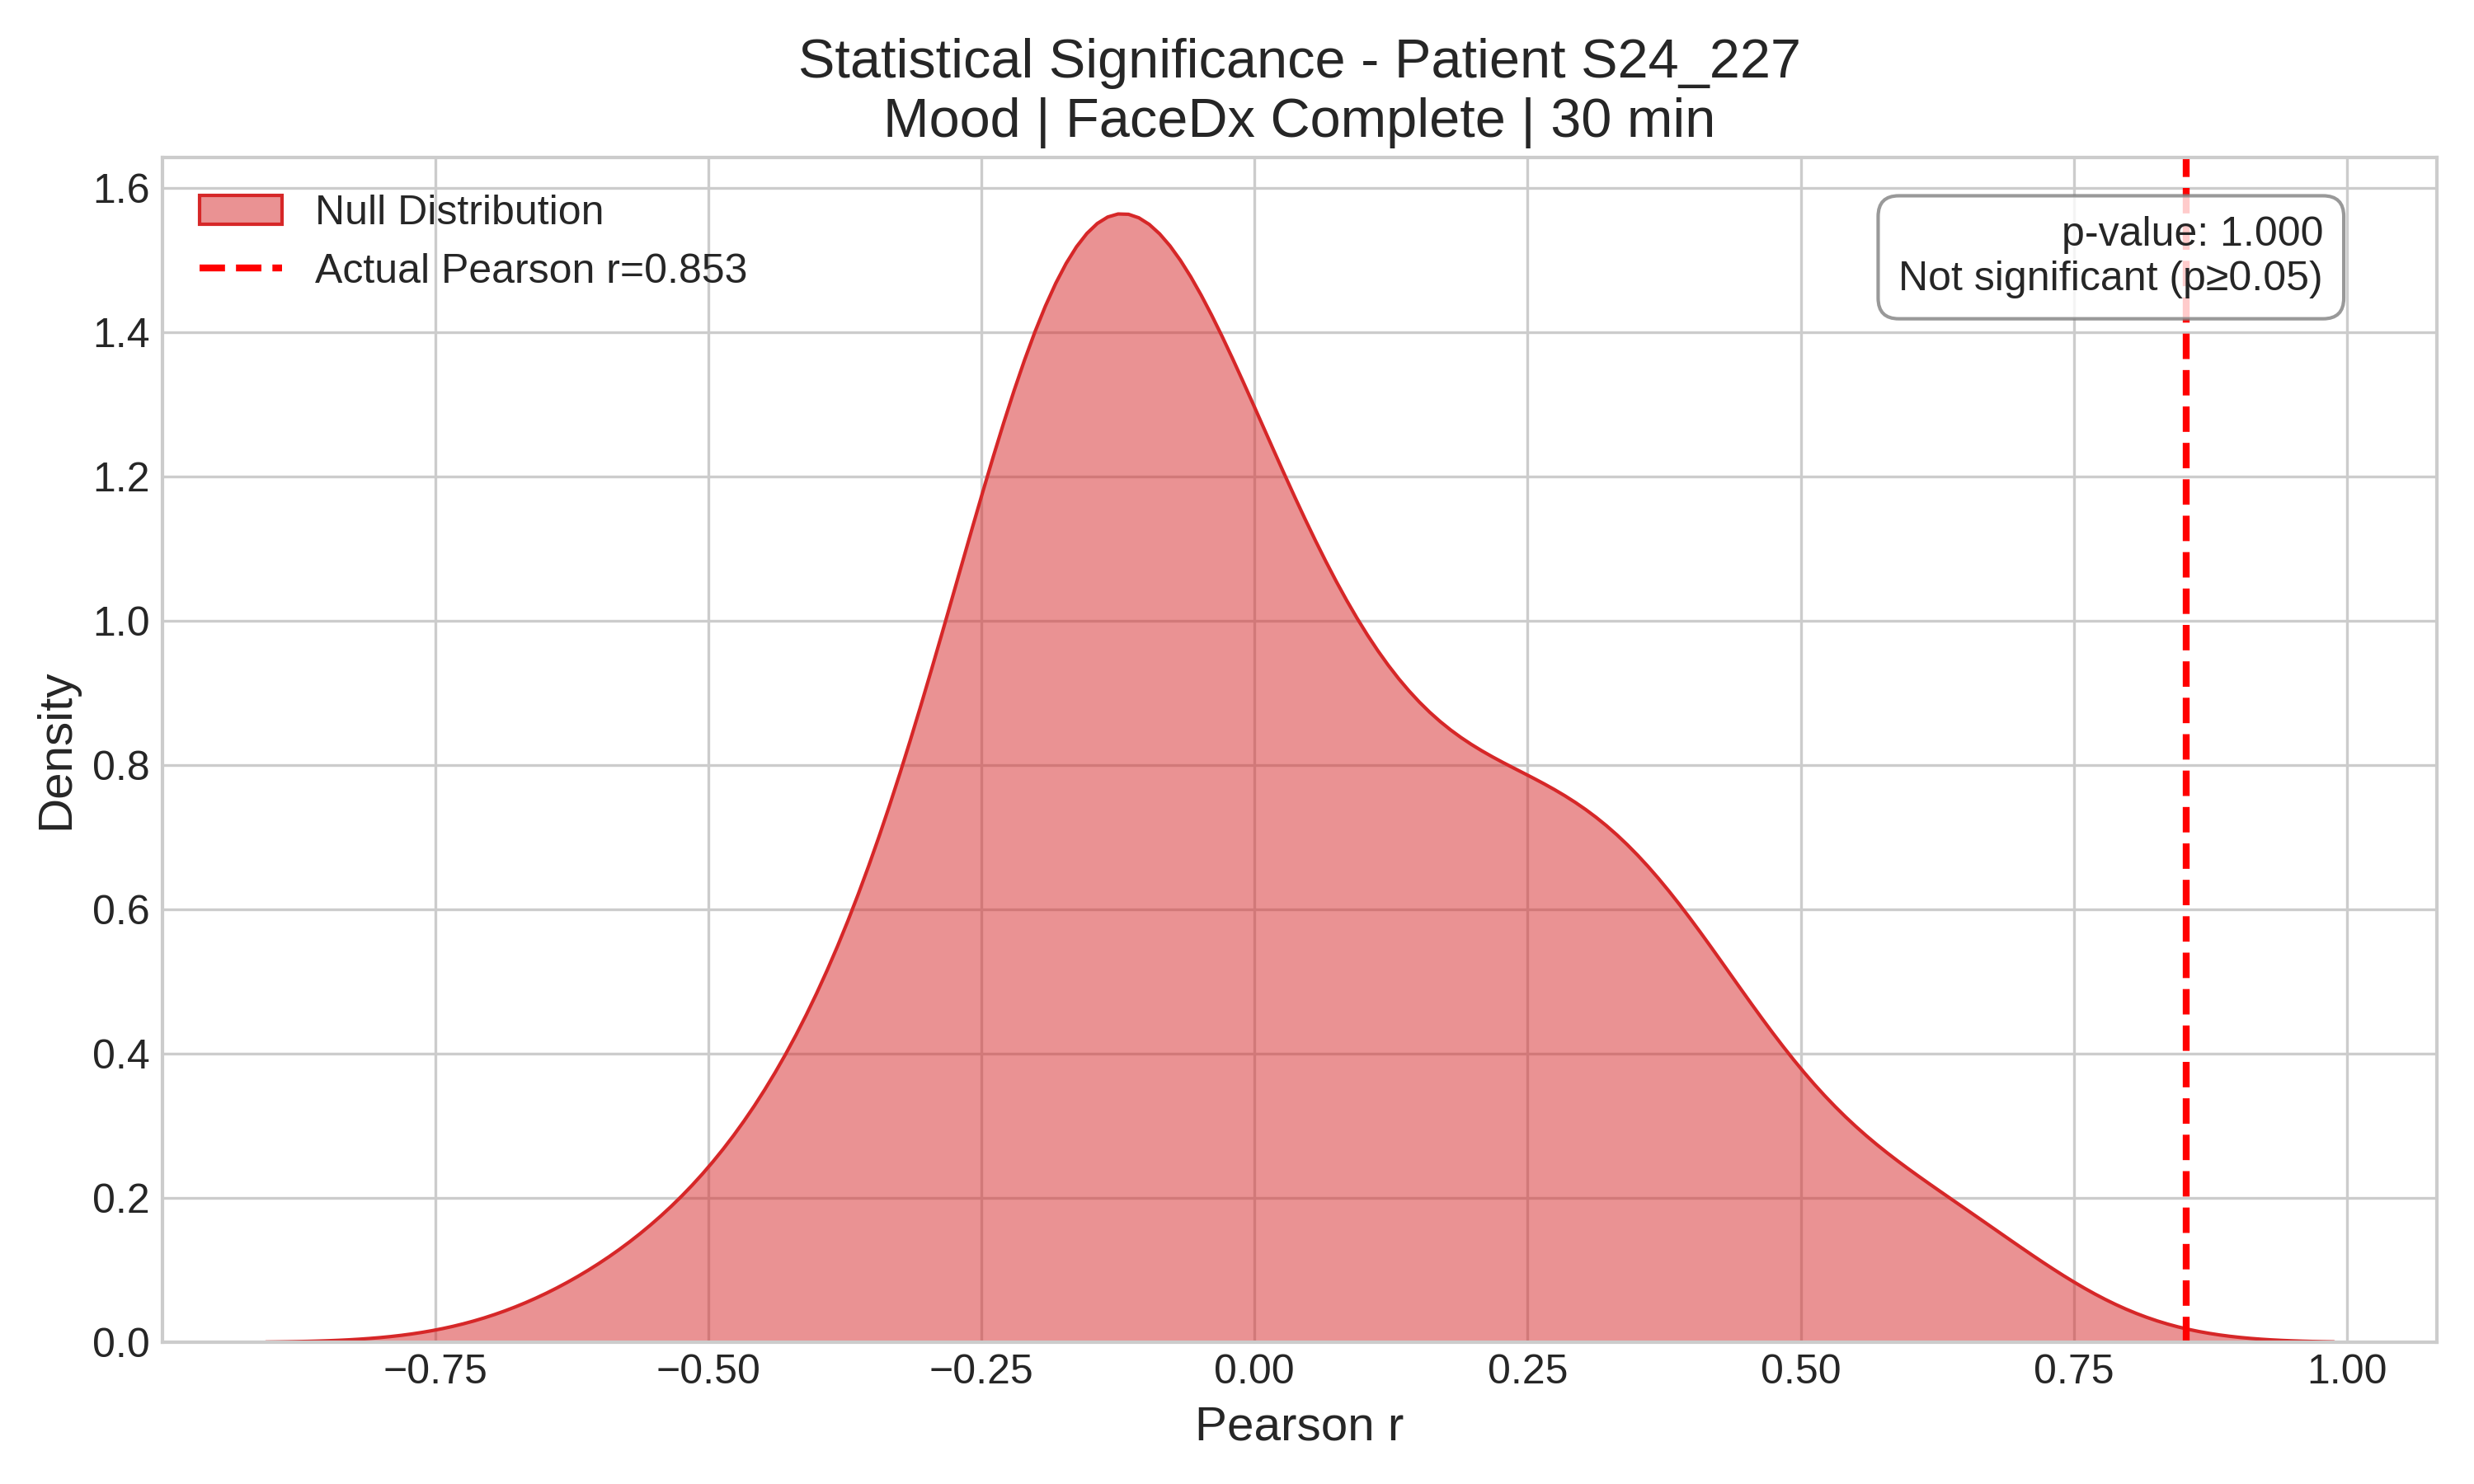 Statistical Significance - Patient S24_227
Mood | FaceDx Complete | 30 min
Null Distribution
Actual Pearson r=0.853
p-value: 1.000
Not significant (p≥0.05)
1.6
1.4
1.2
1.0
0.8
0.6
0.4
0.2
0.0
Density
−0.75 −0.50 −0.25 0.00 0.25 0.50 0.75 1.00
Pearson r